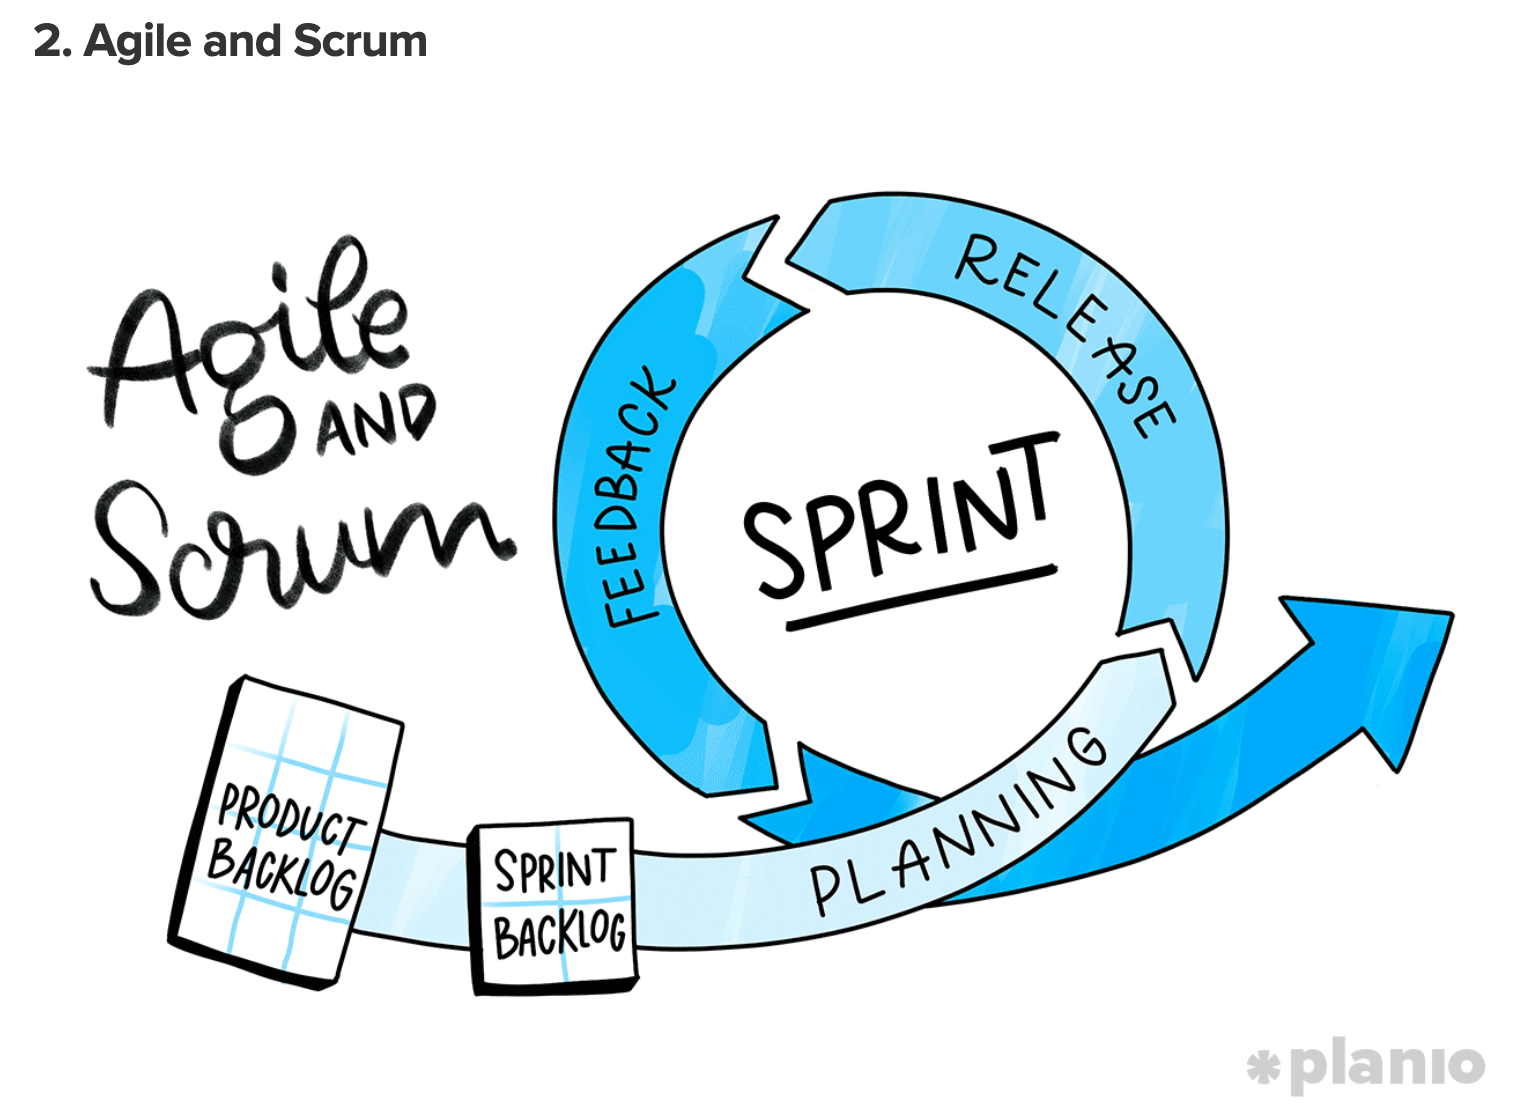 2. Agile and Scrum
Agile
AND
Scrum
RELEASE
FEEDBACK
SPRINT
PLANNING
PRODUCT
BACKLOG
SPRINT
BACKLOG
planio